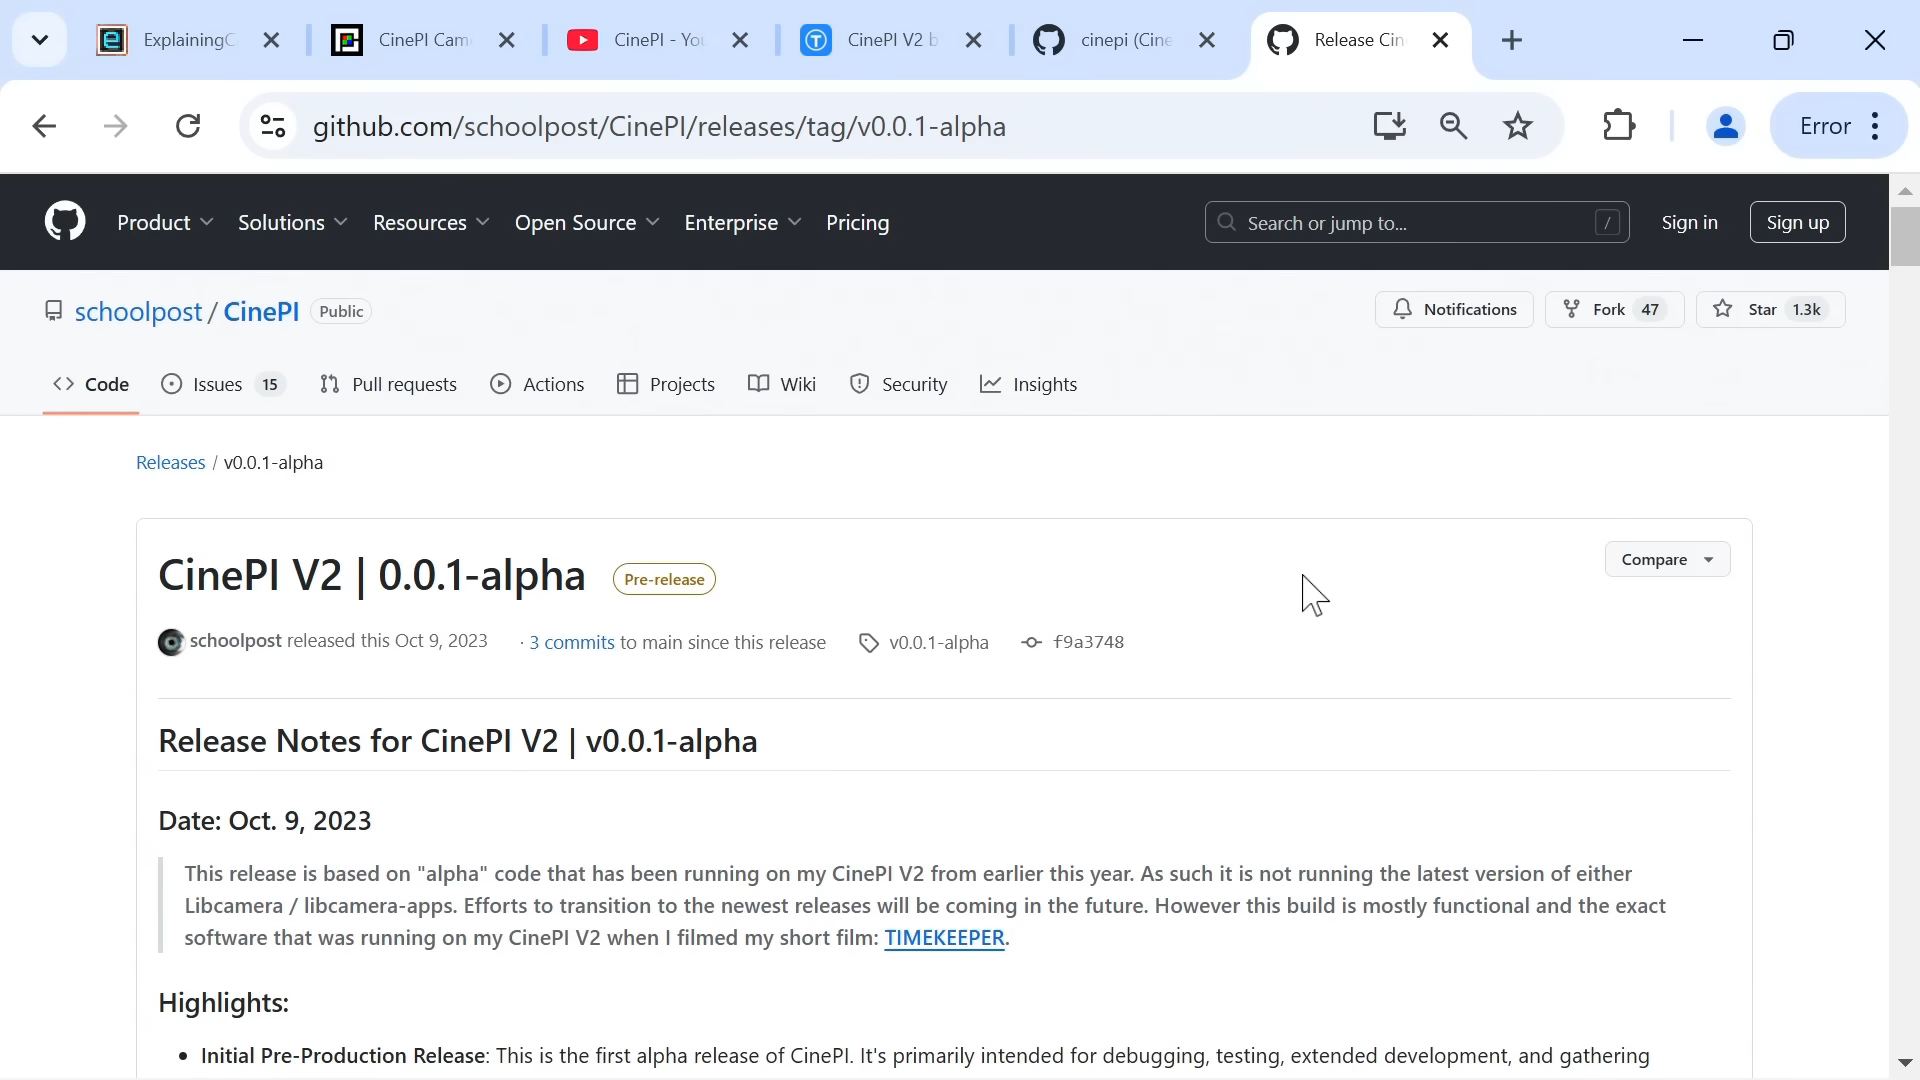 ExplainingC
CinePI Cam
CinePI - You
CinePI V2 b
cinepi (Cine
Release Cin
github.com/schoolpost/CinePI/releases/tag/v0.0.1-alpha
Error
Product
Solutions
Resources
Open Source
Enterprise
Pricing
Search or jump to...
/
Sign in
Sign up
schoolpost / CinePI
Public
Notifications
Fork 47
Star 1.3k
Code
Issues 15
Pull requests
Actions
Projects
Wiki
Security
Insights
Releases / v0.0.1-alpha
CinePI V2 | 0.0.1-alpha
Pre-release
Compare
schoolpost released this Oct 9, 2023
· 3 commits to main since this release
v0.0.1-alpha
f9a3748
Release Notes for CinePI V2 | v0.0.1-alpha
Date: Oct. 9, 2023
This release is based on "alpha" code that has been running on my CinePI V2 from earlier this year. As such it is not running the latest version of either
Libcamera / libcamera-apps. Efforts to transition to the newest releases will be coming in the future. However this build is mostly functional and the exact
software that was running on my CinePI V2 when I filmed my short film: TIMEKEEPER.
Highlights:
• Initial Pre-Production Release: This is the first alpha release of CinePI. It's primarily intended for debugging, testing, extended development, and gathering